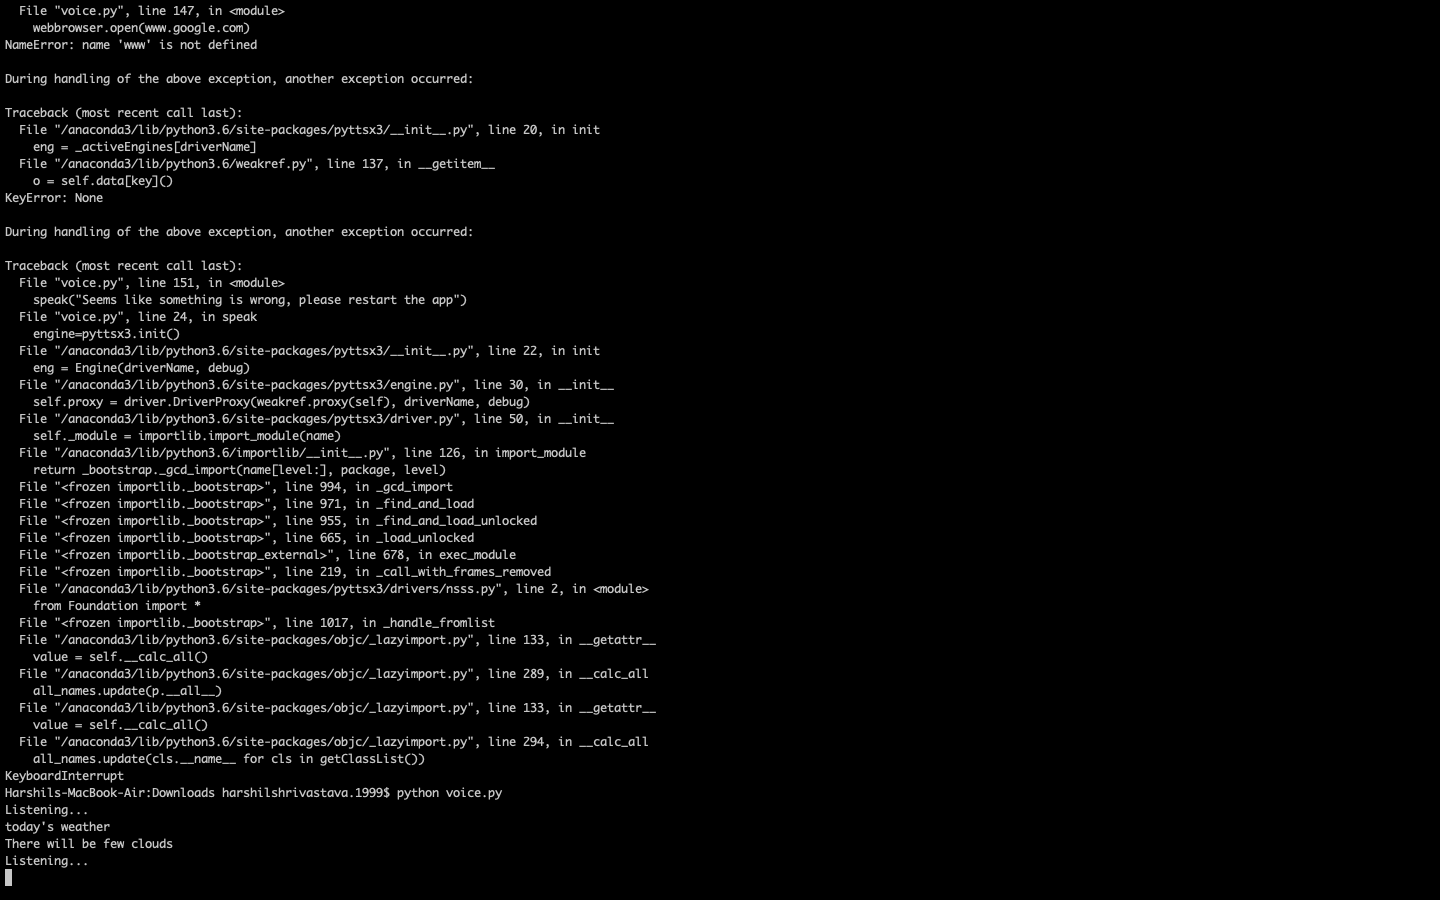 File "voice.py", line 147, in <module>
webbrowser.open(www.google.com)
NameError: name 'www' is not defined
During handling of the above exception, another exception occurred:
Traceback (most recent call last):
File "/anaconda3/lib/python3.6/site-packages/pyttsx3/__init__.py", line 20, in init
eng = _activeEngines[driverName]
File "/anaconda3/lib/python3.6/weakref.py", line 137, in __getitem__
o = self.data[key]()
KeyError: None
During handling of the above exception, another exception occurred:
Traceback (most recent call last):
File "voice.py", line 151, in <module>
speak("Seems like something is wrong, please restart the app")
File "voice.py", line 24, in speak
engine=pyttsx3.init()
File "/anaconda3/lib/python3.6/site-packages/pyttsx3/__init__.py", line 22, in init
eng = Engine(driverName, debug)
File "/anaconda3/lib/python3.6/site-packages/pyttsx3/engine.py", line 30, in __init__
self.proxy = driver.DriverProxy(weakref.proxy(self), driverName, debug)
File "/anaconda3/lib/python3.6/site-packages/pyttsx3/driver.py", line 50, in __init__
self._module = importlib.import_module(name)
File "/anaconda3/lib/python3.6/importlib/__init__.py", line 126, in import_module
return _bootstrap._gcd_import(name[level:], package, level)
File "<frozen importlib._bootstrap>", line 994, in _gcd_import
File "<frozen importlib._bootstrap>", line 971, in _find_and_load
File "<frozen importlib._bootstrap>", line 955, in _find_and_load_unlocked
File "<frozen importlib._bootstrap>", line 665, in _load_unlocked
File "<frozen importlib._bootstrap_external>", line 678, in exec_module
File "<frozen importlib._bootstrap>", line 219, in _call_with_frames_removed
File "/anaconda3/lib/python3.6/site-packages/pyttsx3/drivers/nsss.py", line 2, in <module>
from Foundation import *
File "<frozen importlib._bootstrap>", line 1017, in _handle_fromlist
File "/anaconda3/lib/python3.6/site-packages/objc/_lazyimport.py", line 133, in __getattr__
value = self.__calc_all()
File "/anaconda3/lib/python3.6/site-packages/objc/_lazyimport.py", line 289, in __calc_all
all_names.update(p.__all__)
File "/anaconda3/lib/python3.6/site-packages/objc/_lazyimport.py", line 133, in __getattr__
value = self.__calc_all()
File "/anaconda3/lib/python3.6/site-packages/objc/_lazyimport.py", line 294, in __calc_all
all_names.update(cls.__name__ for cls in getClassList())
KeyboardInterrupt
Harshils-MacBook-Air:Downloads harshilshrivastava.1999$ python voice.py
Listening...
today's weather
There will be few clouds
Listening...